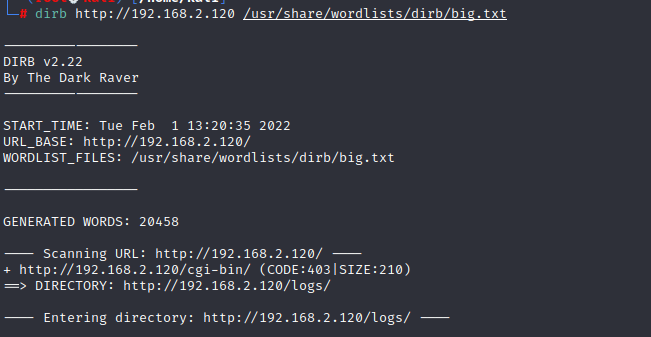 # dirb http://192.168.2.120 /usr/share/wordlists/dirb/big.txt
-----------------
DIRB v2.22
By The Dark Raver
-----------------
START_TIME: Tue Feb  1 13:20:35 2022
URL_BASE: http://192.168.2.120/
WORDLIST_FILES: /usr/share/wordlists/dirb/big.txt
-----------------
GENERATED WORDS: 20458
---- Scanning URL: http://192.168.2.120/ ----
+ http://192.168.2.120/cgi-bin/ (CODE:403|SIZE:210)
==> DIRECTORY: http://192.168.2.120/logs/
---- Entering directory: http://192.168.2.120/logs/ ----